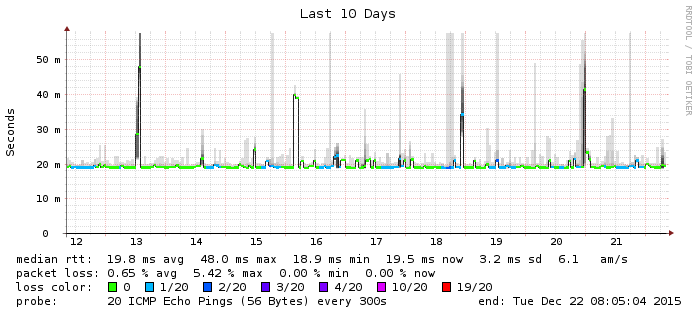 Last 10 Days
RRDTOOL / TOBI OETIKER
Seconds
50 m
40 m
30 m
20 m
10 m
0
12 13 14 15 16 17 18 19 20 21
median rtt: 19.8 ms avg 48.0 ms max 18.9 ms min 19.5 ms now 3.2 ms sd 6.1 am/s
packet loss: 0.65 % avg 5.42 % max 0.00 % min 0.00 % now
loss color: 0 1/20 2/20 3/20 4/20 10/20 19/20
probe: 20 ICMP Echo Pings (56 Bytes) every 300s end: Tue Dec 22 08:05:04 2015